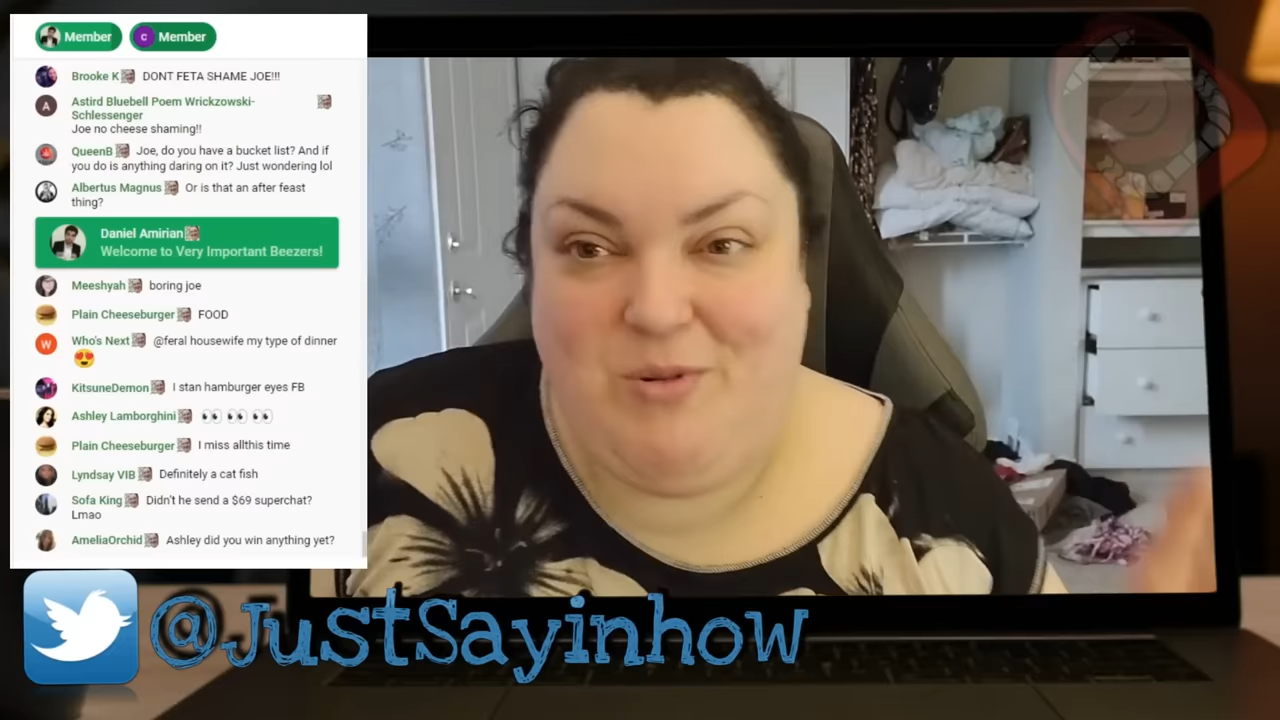 Member
c Member
Brooke K DONT FETA SHAME JOE!!!
A
Astird Bluebell Poem Wrickzowski-
Schlessenger
Joe no cheese shaming!!
QueenB Joe, do you have a bucket list? And if
you do is anything daring on it? Just wondering lol
Albertus Magnus Or is that an after feast
thing?
Daniel Amirian
Welcome to Very Important Beezers!
Meeshyah boring joe
Plain Cheeseburger FOOD
W
Who's Next @feral housewife my type of dinner
😍
KitsuneDemon I stan hamburger eyes FB
Ashley Lamborghini 👀 👀 👀
Plain Cheeseburger I miss allthis time
Lyndsay VIB Definitely a cat fish
Sofa King Didn't he send a $69 superchat?
Lmao
AmeliaOrchid Ashley did you win anything yet?
@JustSayinhow